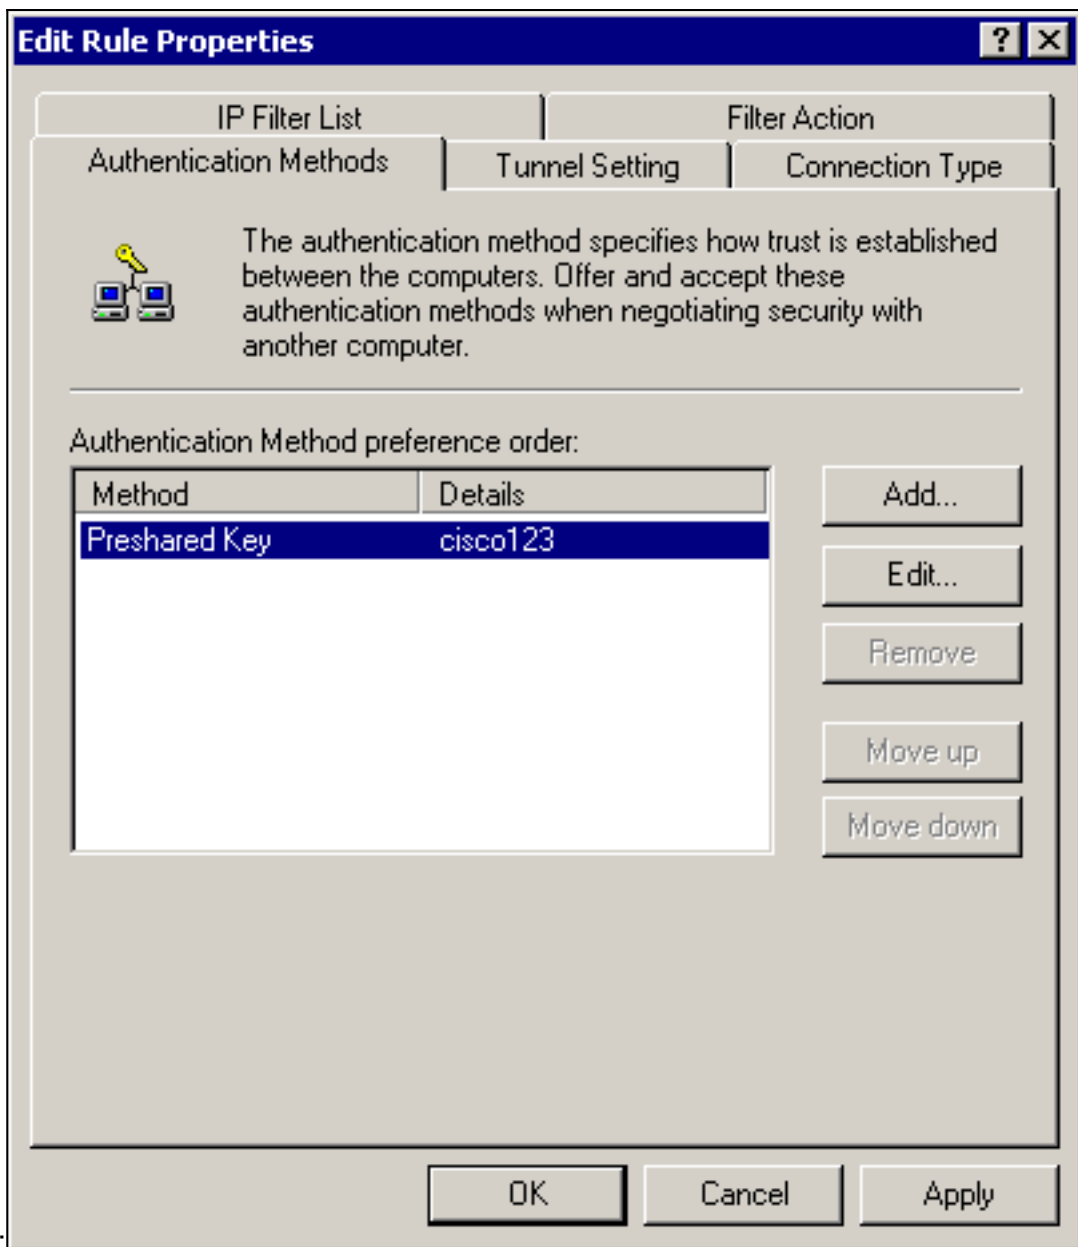 Edit Rule Properties
IP Filter List Filter Action
Authentication Methods Tunnel Setting Connection Type
The authentication method specifies how trust is established
between the computers. Offer and accept these
authentication methods when negotiating security with
another computer.
Authentication Method preference order:
Method Details
Preshared Key cisco123
Add...
Edit...
Remove
Move up
Move down
OK Cancel Apply
.